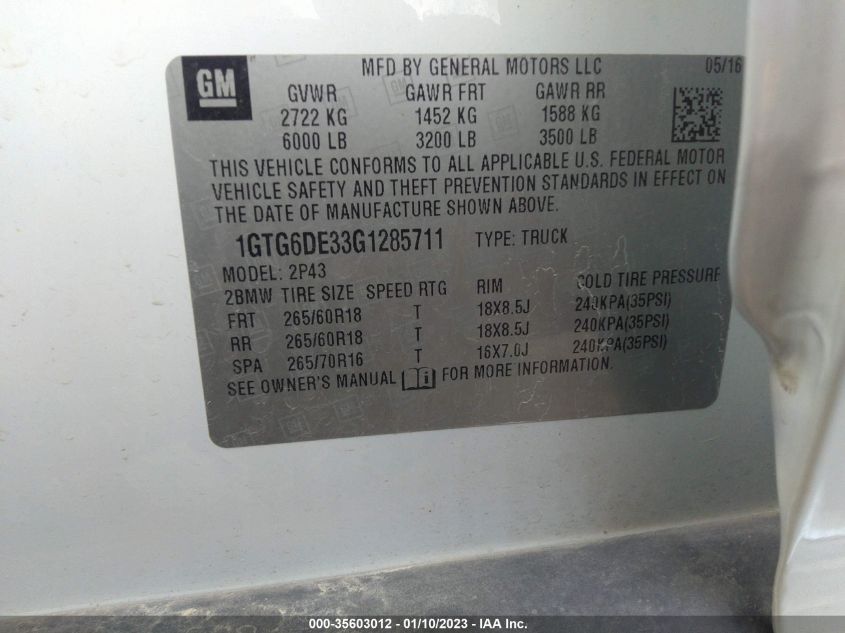 GM
MFD BY GENERAL MOTORS LLC 05/16
GVWR GAWR FRT GAWR RR
2722 KG 1452 KG 1588 KG
6000 LB 3200 LB 3500 LB
THIS VEHICLE CONFORMS TO ALL APPLICABLE U.S. FEDERAL MOTOR
VEHICLE SAFETY AND THEFT PREVENTION STANDARDS IN EFFECT ON
THE DATE OF MANUFACTURE SHOWN ABOVE.
1GTG6DE33G1285711 TYPE: TRUCK
MODEL: 2P43
2BMW TIRE SIZE SPEED RTG RIM COLD TIRE PRESSURE
FRT 265/60R18 T 18X8.5J 240KPA(35PSI)
RR 265/60R18 T 18X8.5J 240KPA(35PSI)
SPA 265/70R16 T 16X7.0J 240KPA(35PSI)
SEE OWNER'S MANUAL FOR MORE INFORMATION.
000-35603012 - 01/10/2023 - IAA Inc.